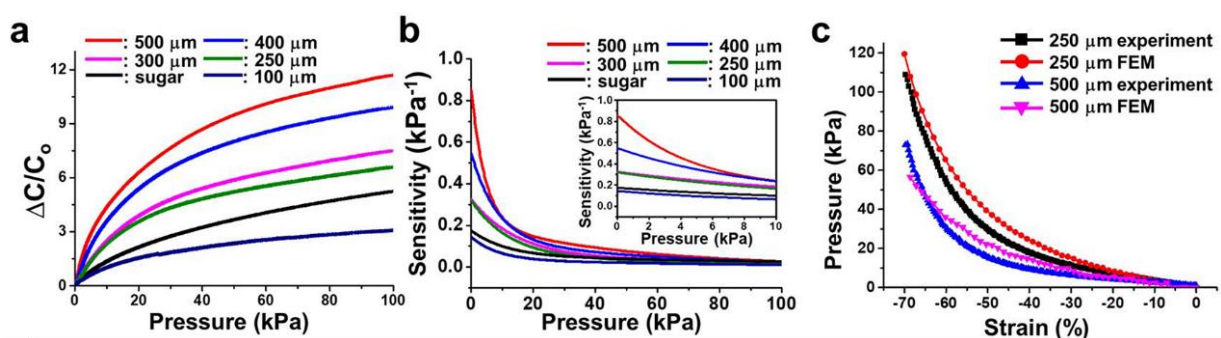 a
: 500 µm : 400 µm
: 300 µm : 250 µm
: sugar : 100 µm
12
9
6
3
0
ΔC/Co
0 20 40 60 80 100
Pressure (kPa)
b
: 500 µm : 400 µm
: 300 µm : 250 µm
: sugar : 100 µm
1.0
0.8
0.6
0.4
0.2
0.0
Sensitivity (kPa-1)
0 20 40 60 80 100
Pressure (kPa)
1.0
0.8
0.6
0.4
0.2
0.0
Sensitivity (kPa-1)
0 2 4 6 8 10
Pressure (kPa)
c
250 µm experiment
250 µm FEM
500 µm experiment
500 µm FEM
120
100
80
60
40
20
0
Pressure (kPa)
-70 -60 -50 -40 -30 -20 -10 0
Strain (%)